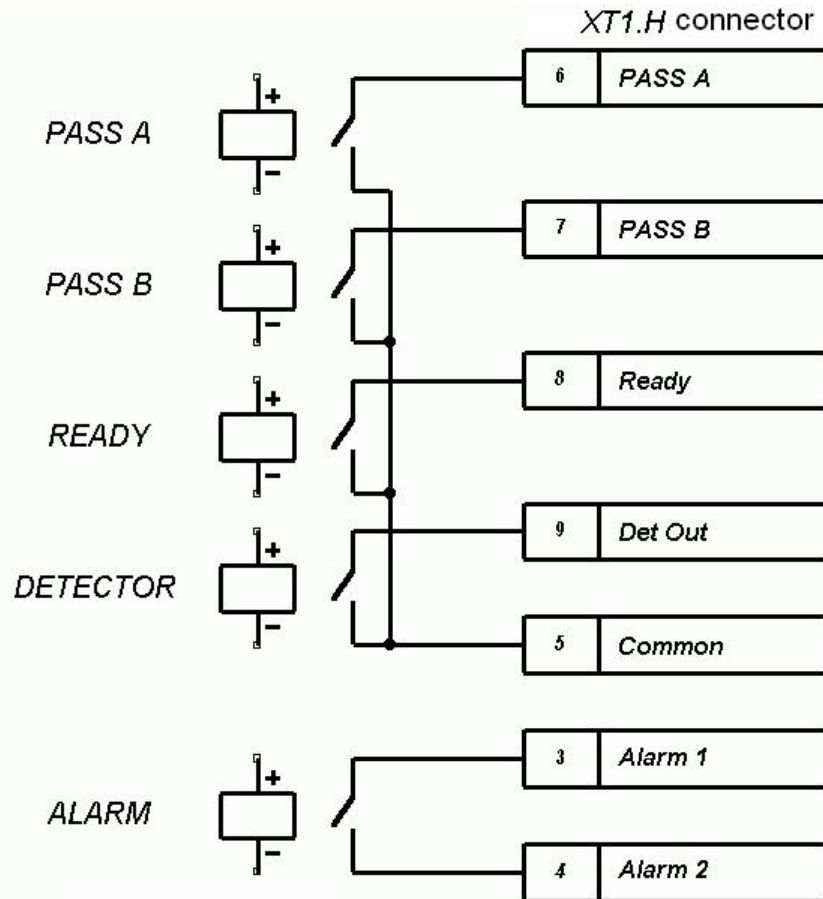 XT1.H connector
6 PASS A
PASS A
7 PASS B
PASS B
8 Ready
READY
9 Det Out
DETECTOR
5 Common
3 Alarm 1
ALARM
4 Alarm 2